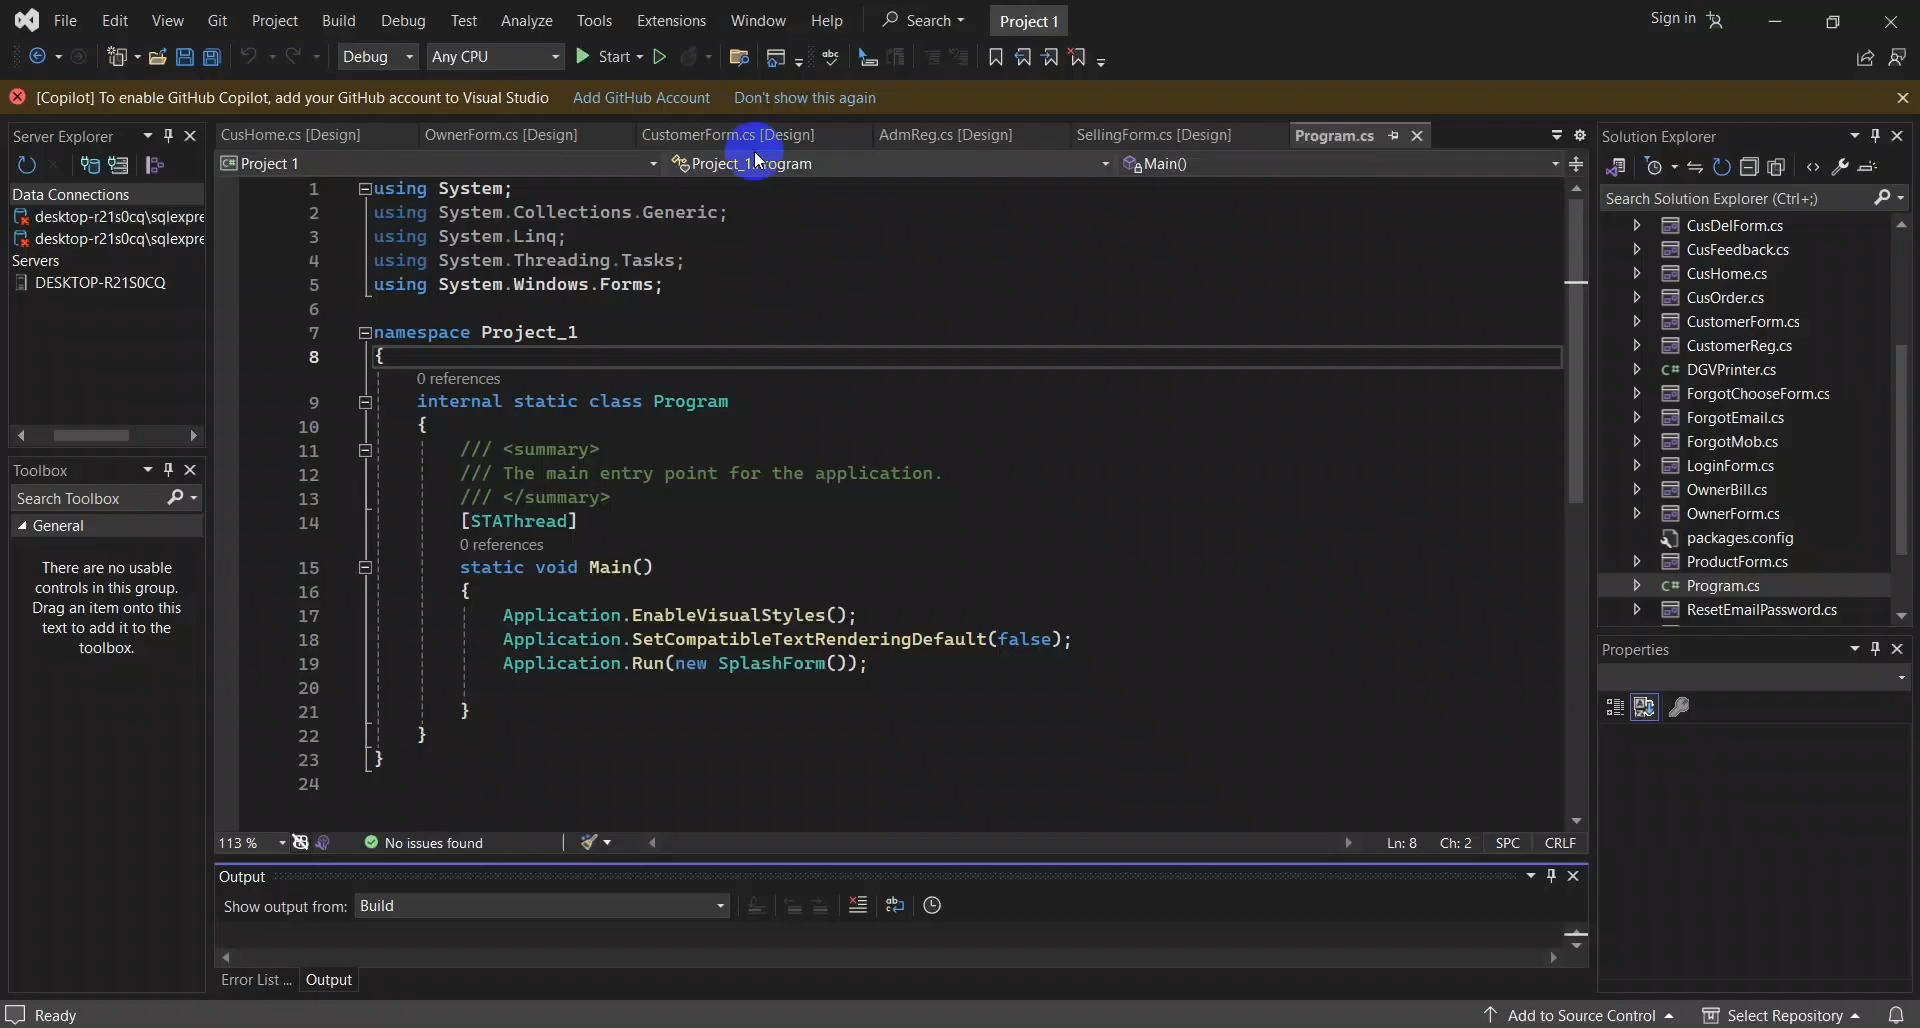 File Edit View Git Project Build Debug Test Analyze Tools Extensions Window Help Search Project 1 Sign in
Debug Any CPU Start
[Copilot] To enable GitHub Copilot, add your GitHub account to Visual Studio Add GitHub Account Don't show this again
Server Explorer
Data Connections
desktop-r21s0cq\sqlexpre
desktop-r21s0cq\sqlexpre
Servers
DESKTOP-R21S0CQ
Toolbox
Search Toolbox
General
There are no usable
controls in this group.
Drag an item onto this
text to add it to the
toolbox.
CusHome.cs [Design] OwnerForm.cs [Design] CustomerForm.cs [Design] AdmReg.cs [Design] SellingForm.cs [Design] Program.cs
C# Project 1 Project_1.Program Main()
1 using System;
2 using System.Collections.Generic;
3 using System.Linq;
4 using System.Threading.Tasks;
5 using System.Windows.Forms;
6
7 namespace Project_1
8 {
0 references
9 internal static class Program
10 {
11 /// <summary>
12 /// The main entry point for the application.
13 /// </summary>
14 [STAThread]
0 references
15 static void Main()
16 {
17 Application.EnableVisualStyles();
18 Application.SetCompatibleTextRenderingDefault(false);
19 Application.Run(new SplashForm());
20
21 }
22 }
23 }
24
113 % No issues found Ln: 8 Ch: 2 SPC CRLF
Output
Show output from: Build
Error List ... Output
Solution Explorer
Search Solution Explorer (Ctrl+;)
CusDelForm.cs
CusFeedback.cs
CusHome.cs
CusOrder.cs
CustomerForm.cs
CustomerReg.cs
C# DGVPrinter.cs
ForgotChooseForm.cs
ForgotEmail.cs
ForgotMob.cs
LoginForm.cs
OwnerBill.cs
OwnerForm.cs
packages.config
ProductForm.cs
C# Program.cs
ResetEmailPassword.cs
Properties
Ready Add to Source Control Select Repository